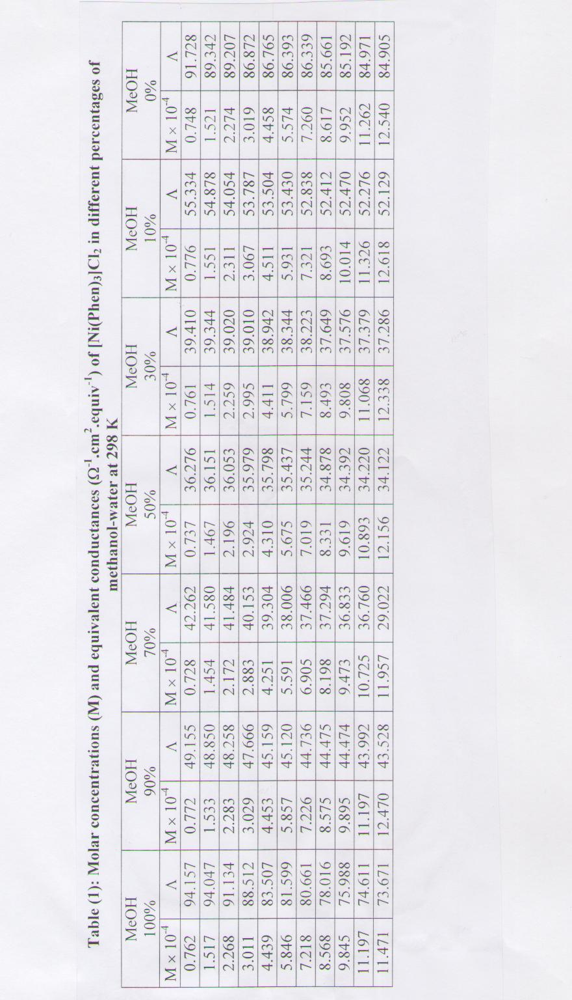 Table (1): Molar concentrations (M) and equivalent conductances (Ω-1.cm2.equiv-1) of [Ni(Phen)3]Cl2 in different percentages of
methanol-water at 298 K
MeOH 100% MeOH 90% MeOH 70% MeOH 50% MeOH 30% MeOH 10% MeOH 0%
M × 10-4 Λ M × 10-4 Λ M × 10-4 Λ M × 10-4 Λ M × 10-4 Λ M × 10-4 Λ M × 10-4 Λ
0.762 94.157 0.772 49.155 0.728 42.262 0.737 36.276 0.761 39.410 0.776 55.334 0.748 91.728
1.517 94.047 1.533 48.850 1.454 41.580 1.467 36.151 1.514 39.344 1.551 54.878 1.521 89.342
2.268 91.134 2.283 48.258 2.172 41.484 2.196 36.053 2.259 39.020 2.311 54.054 2.274 89.207
3.011 88.512 3.029 47.666 2.883 40.153 2.924 35.979 2.995 39.010 3.067 53.787 3.019 86.872
4.439 83.507 4.453 45.159 4.251 39.304 4.310 35.798 4.411 38.942 4.511 53.504 4.458 86.765
5.846 81.599 5.857 45.120 5.591 38.006 5.675 35.437 5.799 38.344 5.931 53.430 5.574 86.393
7.218 80.661 7.226 44.736 6.905 37.466 7.019 35.244 7.159 38.223 7.321 52.838 7.260 86.339
8.568 78.016 8.575 44.475 8.198 37.294 8.331 34.878 8.493 37.649 8.693 52.412 8.617 85.661
9.845 75.988 9.895 44.474 9.473 36.833 9.619 34.392 9.808 37.576 10.014 52.470 9.952 85.192
11.197 74.611 11.197 43.992 10.725 36.760 10.893 34.220 11.068 37.379 11.326 52.276 11.262 84.971
11.471 73.671 12.470 43.528 11.957 29.022 12.156 34.122 12.338 37.286 12.618 52.129 12.540 84.905